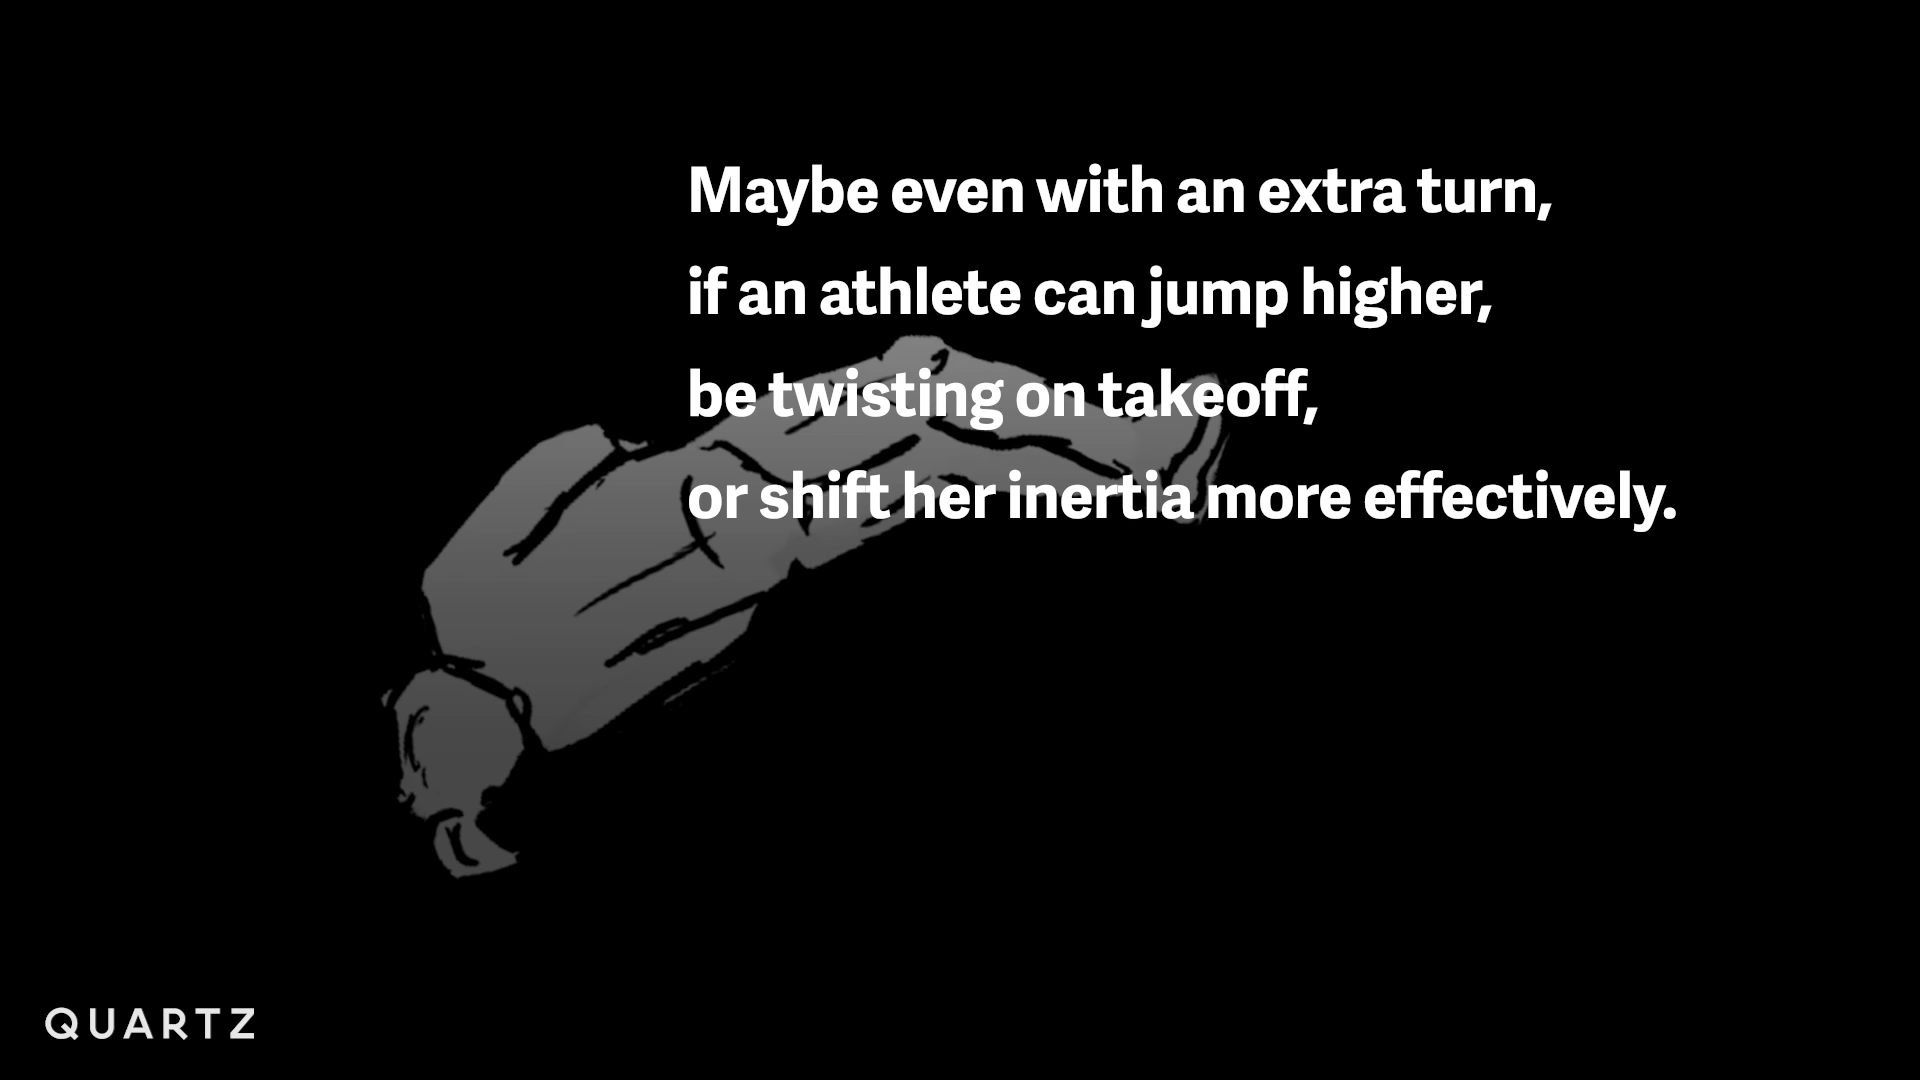 Maybe even with an extra turn,
if an athlete can jump higher,
be twisting on takeoff,
or shift her inertia more effectively.
QUARTZ